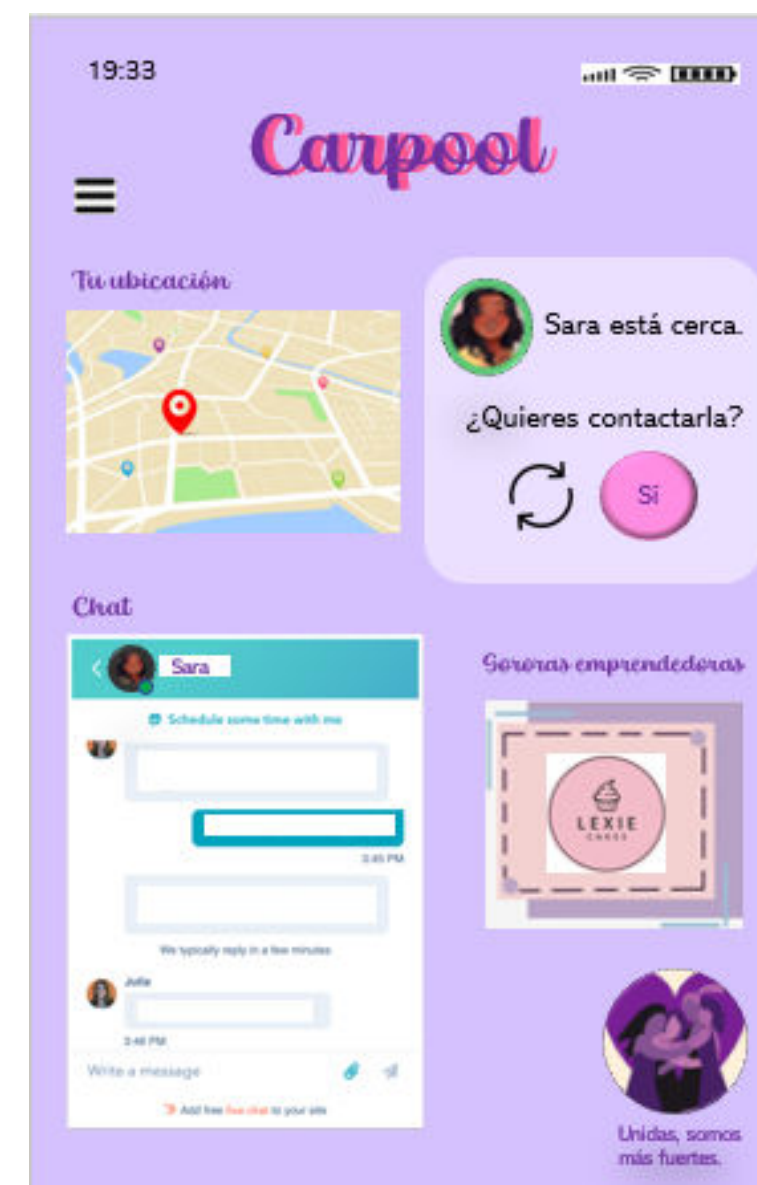 19:33
Carpool
Tu ubicación
Sara está cerca.
¿Quieres contactarla?
Sí
Chat
Sara
Schedule some time with me
3:45 PM
We typically reply in a few minutes
Julie
3:48 PM
Write a message
Add free live chat to your site
Sororas emprendedoras
LEXIE
CAKES
Unidas, somos
más fuertes.